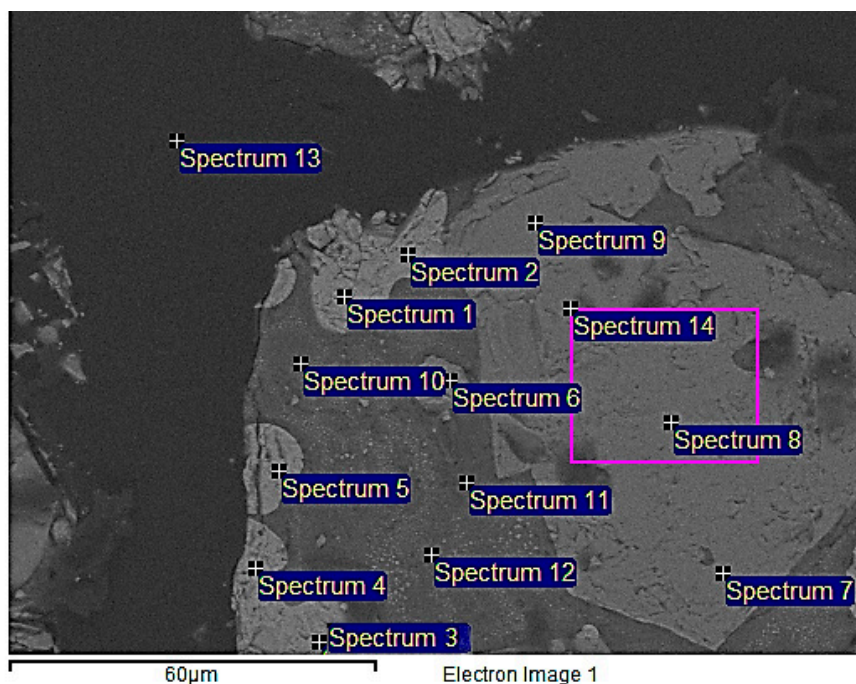 Spectrum 13
Spectrum 9
Spectrum 2
Spectrum 1
Spectrum 14
Spectrum 10
Spectrum 6
Spectrum 8
Spectrum 5
Spectrum 11
Spectrum 12
Spectrum 4
Spectrum 7
Spectrum 3
60µm
Electron Image 1